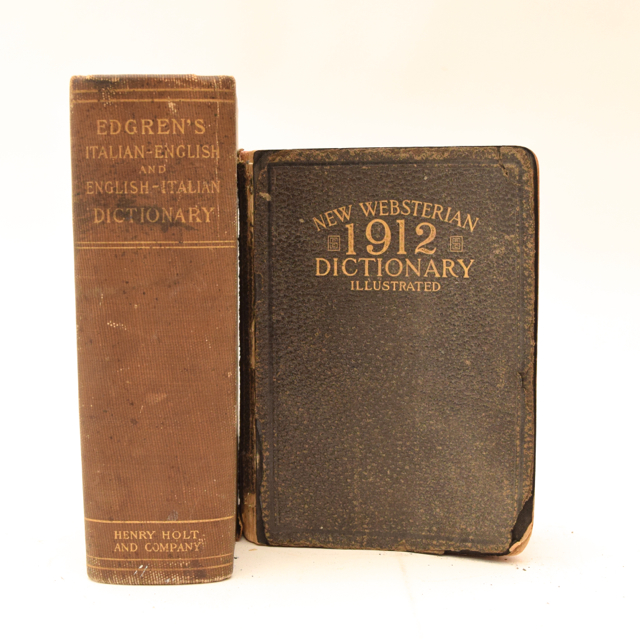 EDGREN'S
ITALIAN-ENGLISH
AND
ENGLISH-ITALIAN
DICTIONARY
HENRY HOLT
AND COMPANY
NEW WEBSTERIAN
1912
DICTIONARY
ILLUSTRATED